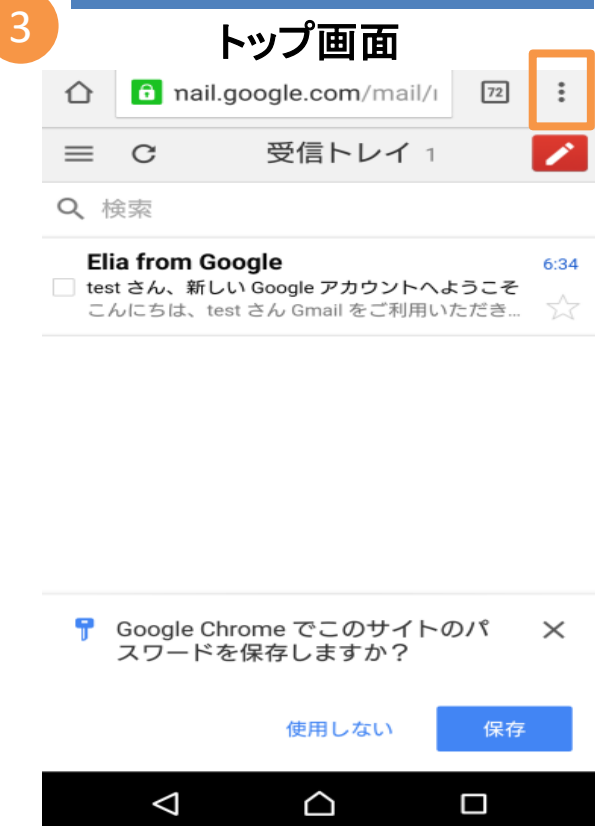 3
トップ画面
mail.google.com/mail/
72
受信トレイ 1
検索
Elia from Google
6:34
test さん、新しい Google アカウントへようこそ
こんにちは、test さん Gmail をご利用いただき...
Google Chrome でこのサイトのパ
スワードを保存しますか？
使用しない
保存